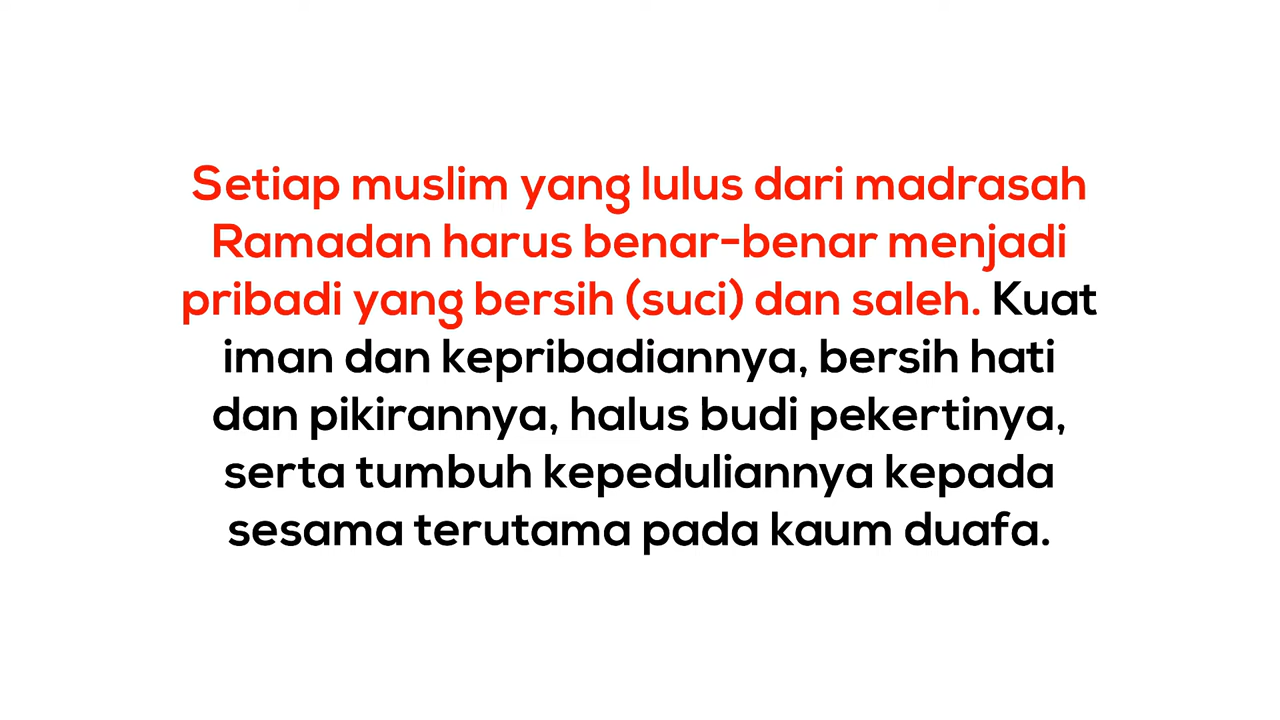 Setiap muslim yang lulus dari madrasah
Ramadan harus benar-benar menjadi
pribadi yang bersih (suci) dan saleh. Kuat
iman dan kepribadiannya, bersih hati
dan pikirannya, halus budi pekertinya,
serta tumbuh kepeduliannya kepada
sesama terutama pada kaum duafa.